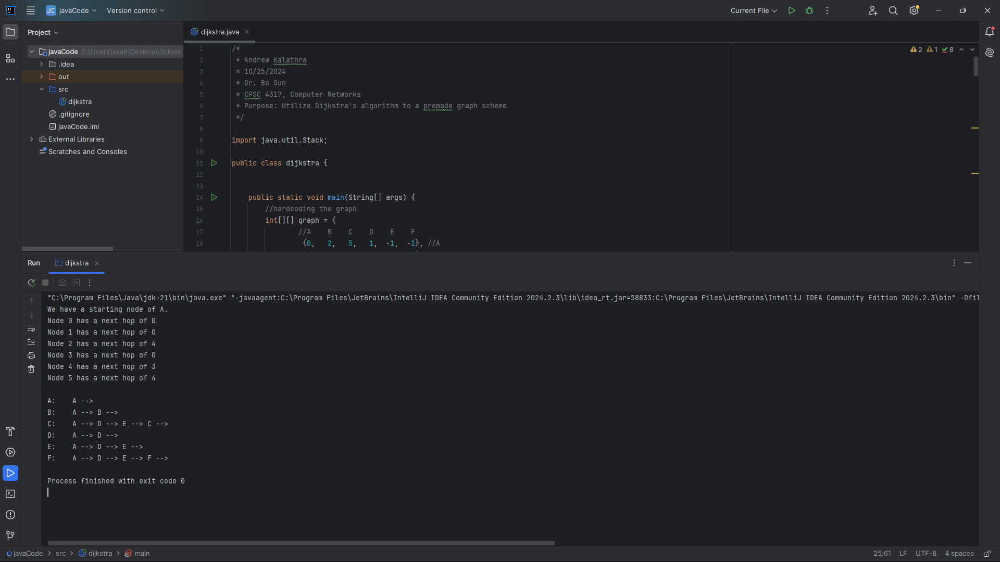 JC javaCode
Version control
Current File
Project
dijkstra.java
javaCode C:\Users\akalt\Desktop\School
.idea
out
src
dijkstra
.gitignore
javaCode.iml
External Libraries
Scratches and Consoles
2 1 8
1 /*
2 * Andrew Kalathra
3 * 10/25/2024
4 * Dr. Bo Sun
5 * CPSC 4317, Computer Networks
6 * Purpose: Utilize Dijkstra's algorithm to a premade graph scheme
7 */
8
9 import java.util.Stack;
10
11 public class dijkstra {
12
13
14 public static void main(String[] args) {
15 //hardcoding the graph
16 int[][] graph = {
17 //A B C D E F
18 {0, 2, 5, 1, -1, -1}, //A
Run dijkstra
"C:\Program Files\Java\jdk-21\bin\java.exe" "-javaagent:C:\Program Files\JetBrains\IntelliJ IDEA Community Edition 2024.2.3\lib\idea_rt.jar=58833:C:\Program Files\JetBrains\IntelliJ IDEA Community Edition 2024.2.3\bin" -Dfil
We have a starting node of A.
Node 0 has a next hop of 0
Node 1 has a next hop of 0
Node 2 has a next hop of 4
Node 3 has a next hop of 0
Node 4 has a next hop of 3
Node 5 has a next hop of 4
A: A -->
B: A --> B -->
C: A --> D --> E --> C -->
D: A --> D -->
E: A --> D --> E -->
F: A --> D --> E --> F -->
Process finished with exit code 0
javaCode > src > dijkstra > main
25:61 LF UTF-8 4 spaces